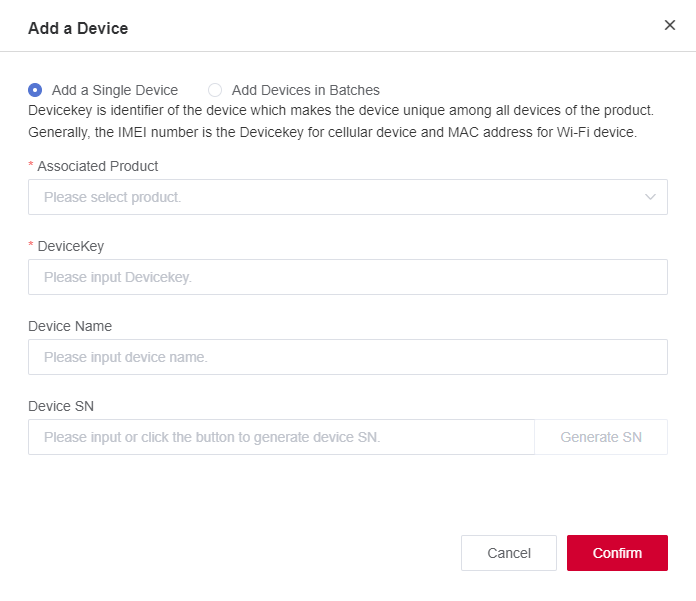 Add a Device
Add a Single Device Add Devices in Batches
Devicekey is identifier of the device which makes the device unique among all devices of the product.
Generally, the IMEI number is the Devicekey for cellular device and MAC address for Wi-Fi device.
* Associated Product
Please select product.
* DeviceKey
Please input Devicekey.
Device Name
Please input device name.
Device SN
Please input or click the button to generate device SN. Generate SN
Cancel Confirm